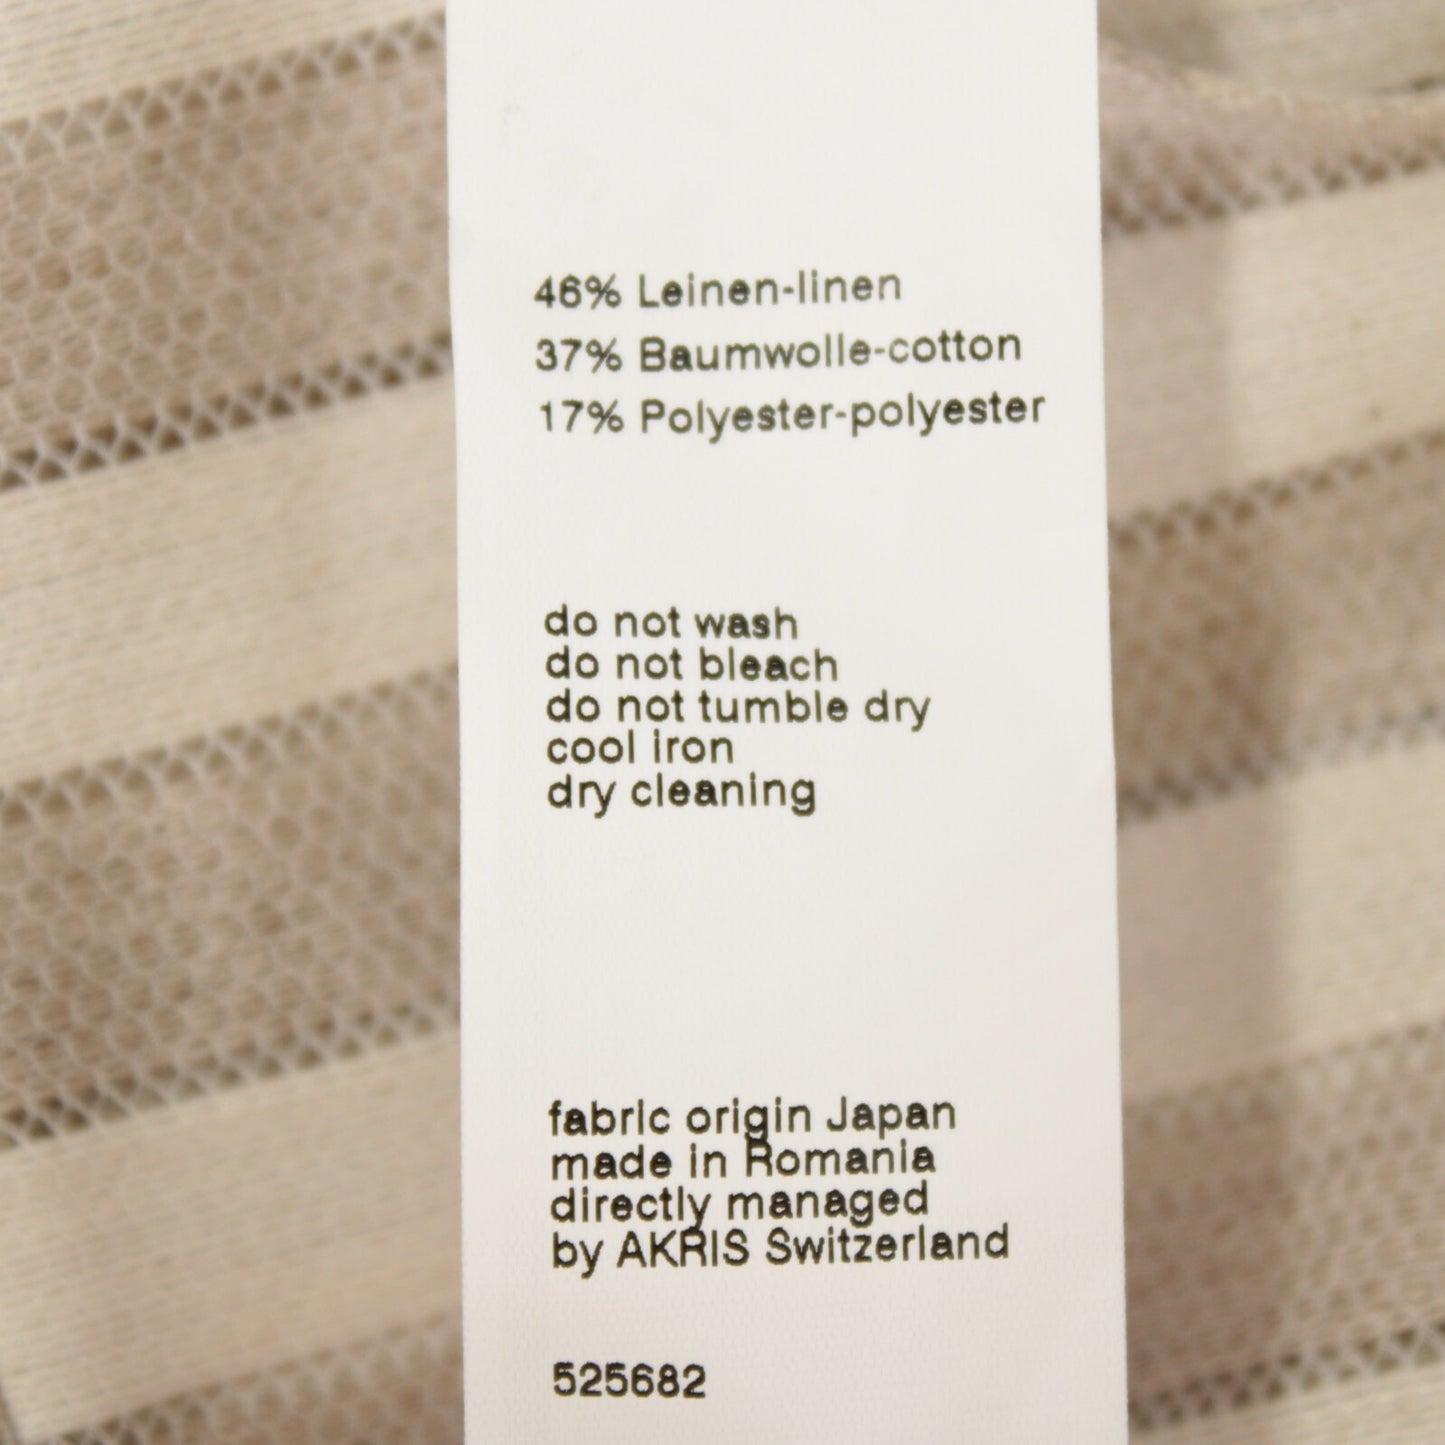 46% Leinen-linen
37% Baumwolle-cotton
17% Polyester-polyester
do not wash
do not bleach
do not tumble dry
cool iron
dry cleaning
fabric origin Japan
made in Romania
directly managed
by AKRIS Switzerland
525682